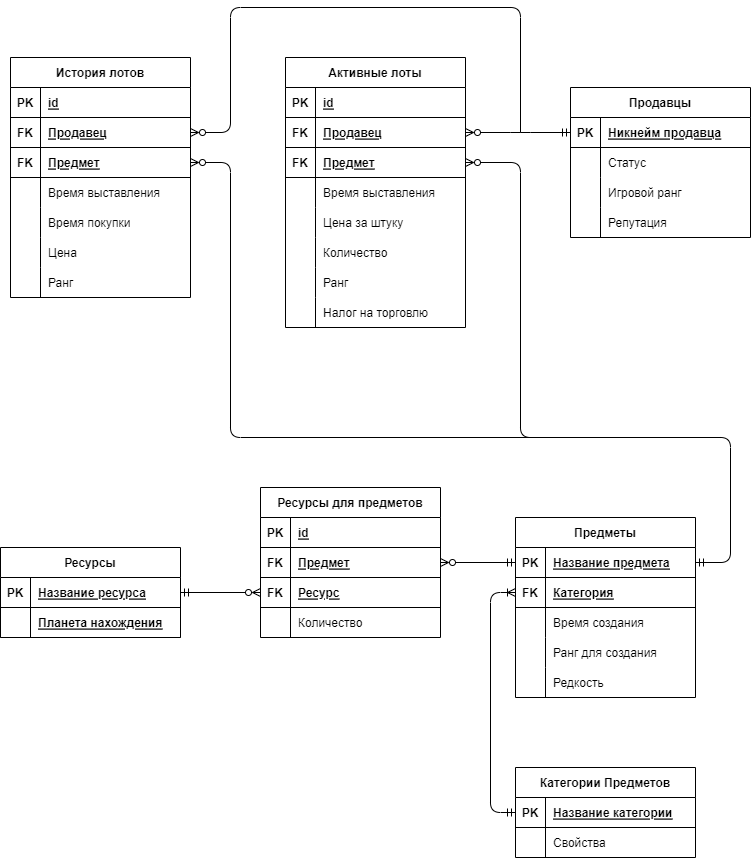 История лотов
PK id
FK Продавец
FK Предмет
Время выставления
Время покупки
Цена
Ранг
Активные лоты
PK id
FK Продавец
FK Предмет
Время выставления
Цена за штуку
Количество
Ранг
Налог на торговлю
Продавцы
PK Никнейм продавца
Статус
Игровой ранг
Репутация
Ресурсы
PK Название ресурса
Планета нахождения
Ресурсы для предметов
PK id
FK Предмет
FK Ресурс
Количество
Предметы
PK Название предмета
FK Категория
Время создания
Ранг для создания
Редкость
Категории Предметов
PK Название категории
Свойства